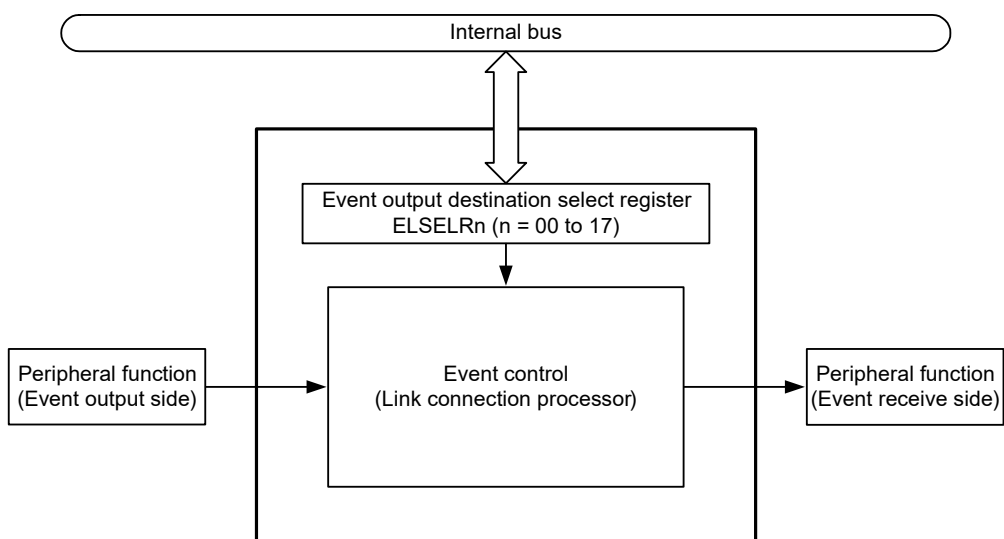 Internal bus
Event output destination select register
ELSELRn (n = 00 to 17)
Event control
(Link connection processor)
Peripheral function
(Event output side)
Peripheral function
(Event receive side)